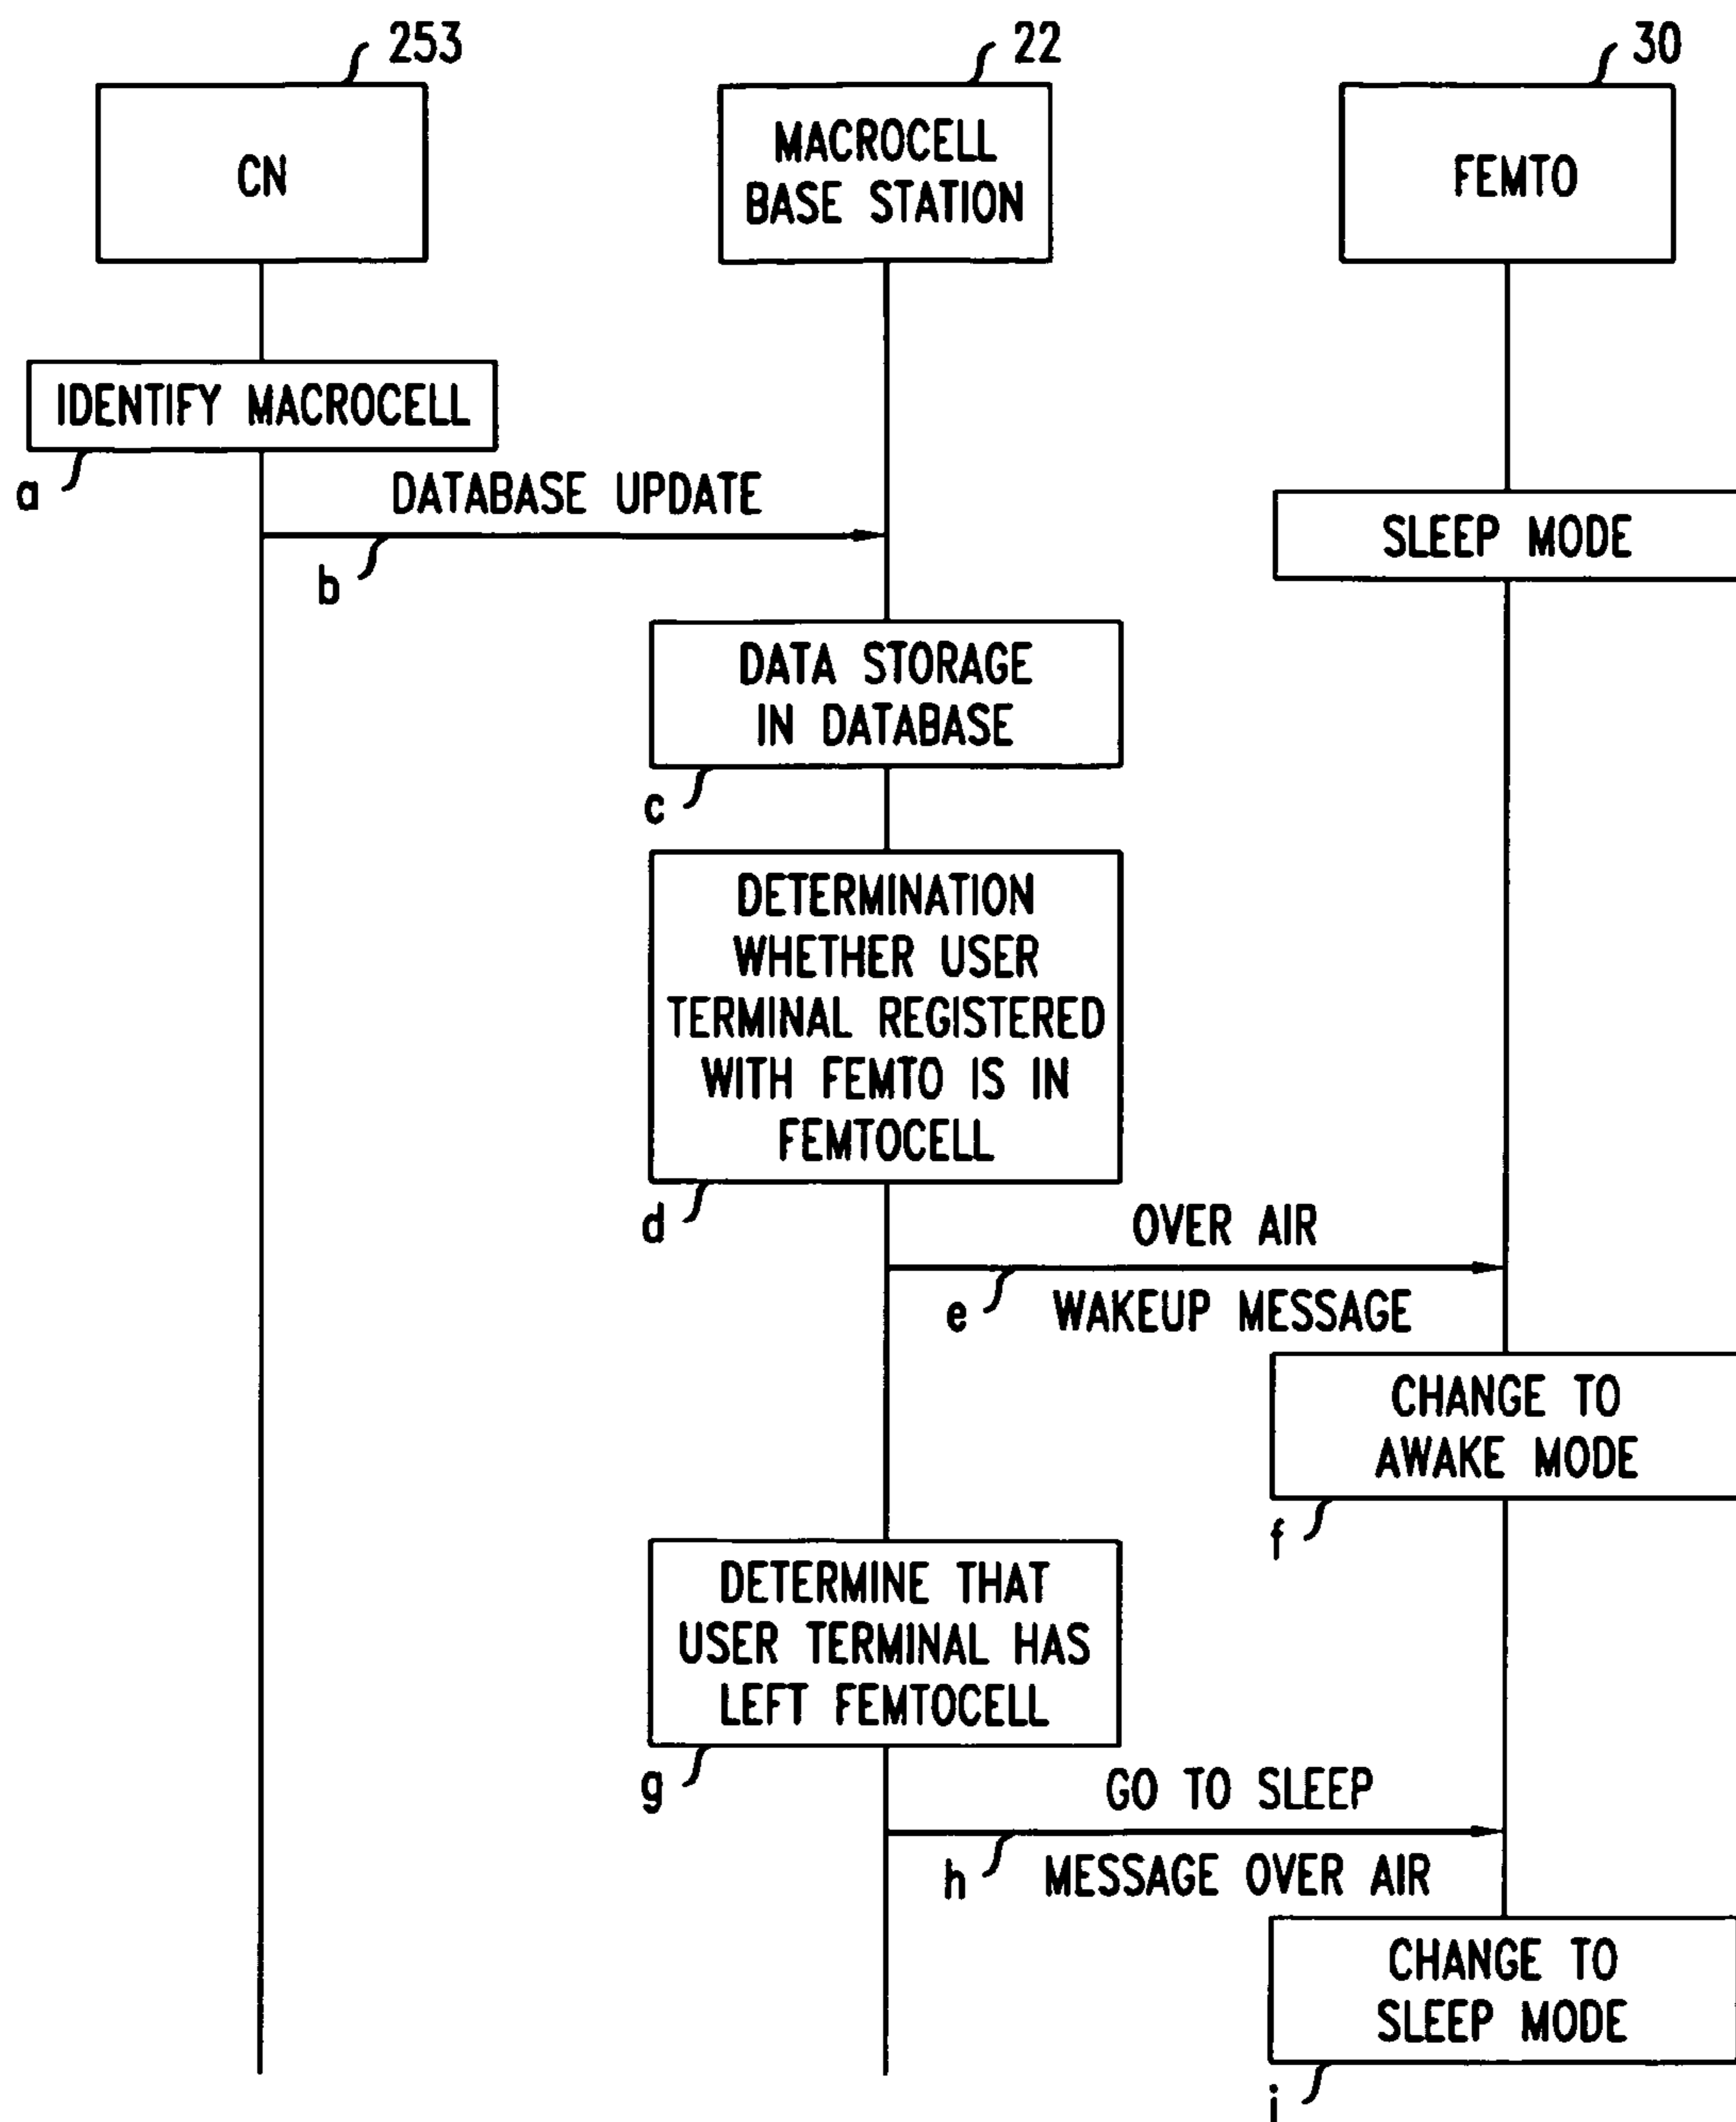 253
22
30
CN
MACROCELL
BASE STATION
FEMTO
IDENTIFY MACROCELL
a
DATABASE UPDATE
b
SLEEP MODE
DATA STORAGE
IN DATABASE
c
DETERMINATION
WHETHER USER
TERMINAL REGISTERED
WITH FEMTO IS IN
FEMTOCELL
d
OVER AIR
e
WAKEUP MESSAGE
CHANGE TO
AWAKE MODE
f
DETERMINE THAT
USER TERMINAL HAS
LEFT FEMTOCELL
g
GO TO SLEEP
h
MESSAGE OVER AIR
CHANGE TO
SLEEP MODE
i